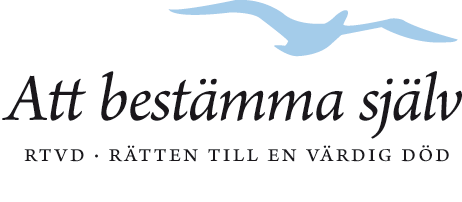 Att bestämma själv
RTVD · RÄTTEN TILL EN VÄRDIG DÖD